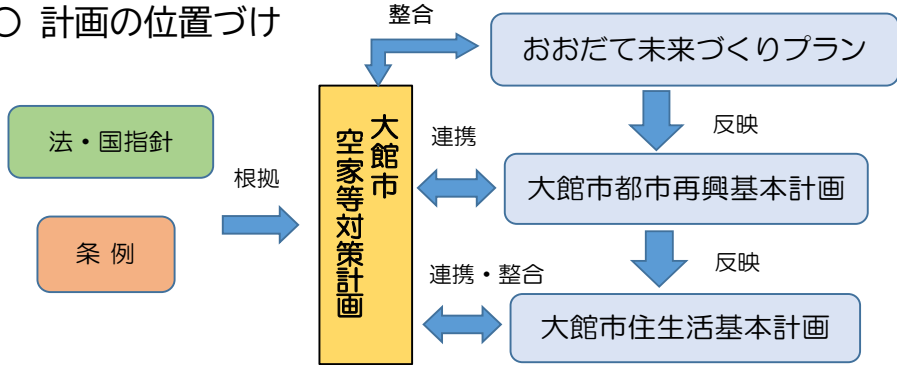 〇 計画の位置づけ
整合
おおだて未来づくりプラン
法・国指針
反映
連携
根拠
大館市
空家等対策計画
大館市都市再興基本計画
条 例
反映
連携・整合
大館市住生活基本計画